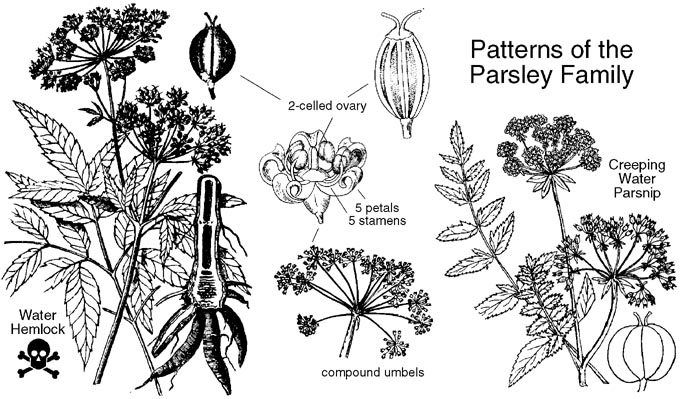 Patterns of the
Parsley Family
2-celled ovary
5 petals
5 stamens
Creeping
Water
Parsnip
Water
Hemlock
compound umbels